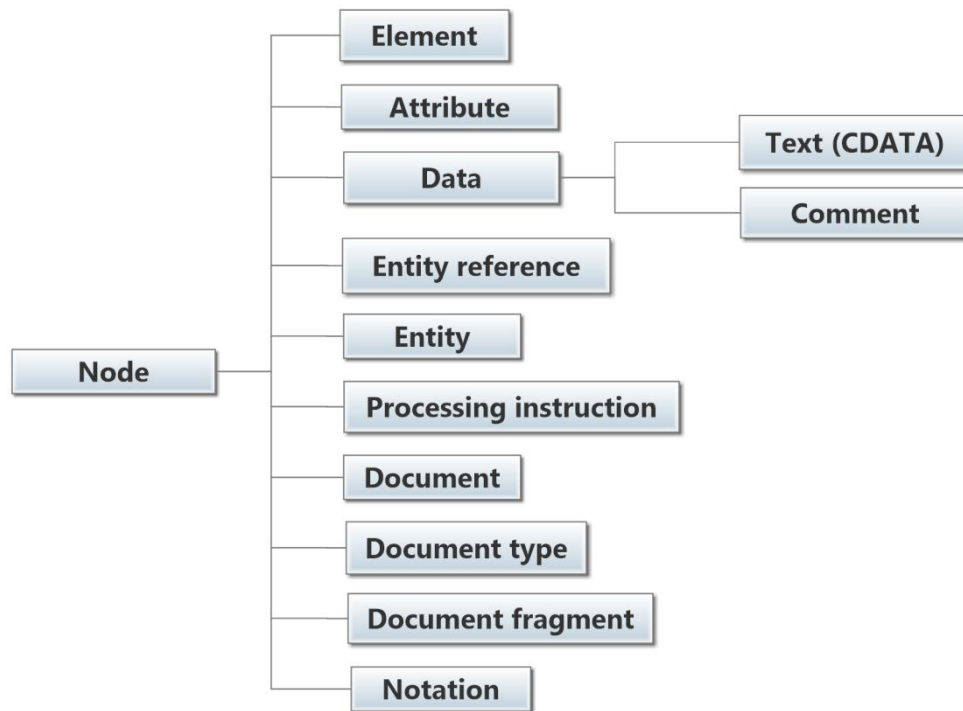 Element
Attribute
Data
Text (CDATA)
Comment
Entity reference
Entity
Node
Processing instruction
Document
Document type
Document fragment
Notation